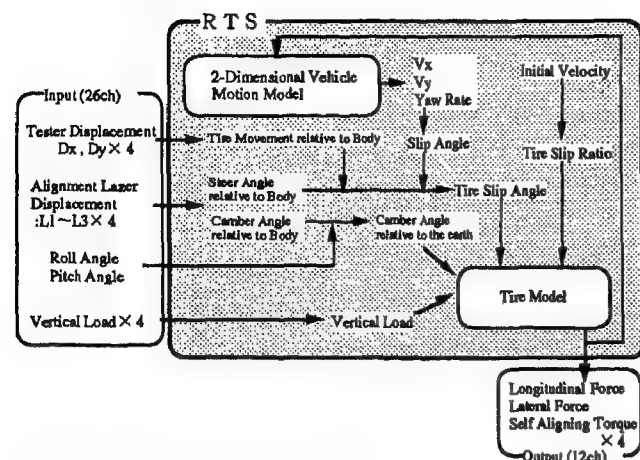 RTS
Input (26ch)
Tester Displacement
Dx , Dy × 4
Alignment Lazer
Displacement
:L1~L3× 4
Roll Angle
Pitch Angle
Vertical Load× 4
2-Dimensional Vehicle
Motion Model
Vx
Vy
Yaw Rate
Initial Velocity
Tire Movement relative to Body
Slip Angle
Tire Slip Ratio
Steer Angle
relative to Body
Tire Slip Angle
Camber Angle
relative to Body
Camber Angle
relative to the earth
Tire Model
Vertical Load
Longitudinal Force
Lateral Force
Self Aligning Torque
× 4
Output (12ch)